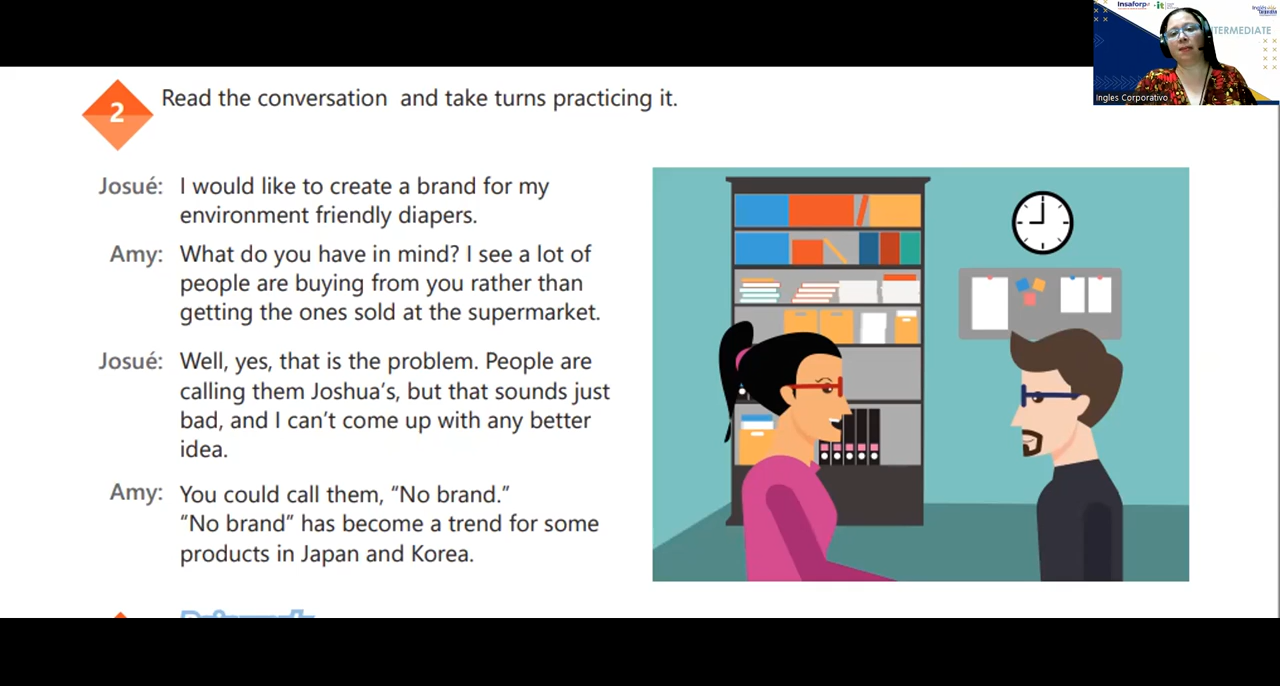 Insaforp
TERMEDIATE
Ingles Corporativo
2
Read the conversation and take turns practicing it.
Josué: I would like to create a brand for my
environment friendly diapers.
Amy: What do you have in mind? I see a lot of
people are buying from you rather than
getting the ones sold at the supermarket.
Josué: Well, yes, that is the problem. People are
calling them Joshua’s, but that sounds just
bad, and I can’t come up with any better
idea.
Amy: You could call them, “No brand.”
“No brand” has become a trend for some
products in Japan and Korea.